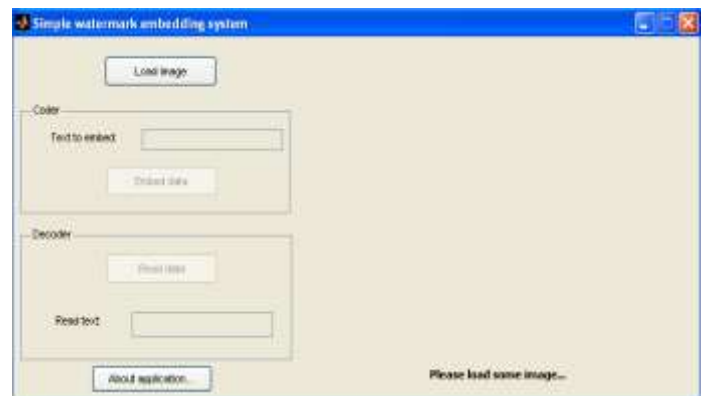 Simple watermark embedding system
Load image
Coder
Text to embed:
Embed data
Decoder
Read data
Read text:
About application...
Please load some image...